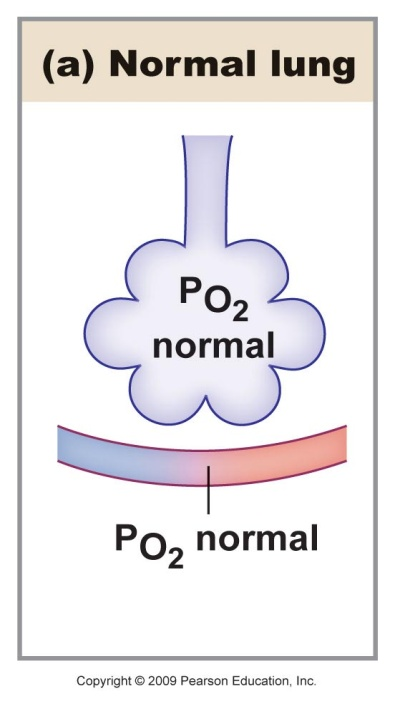 (a) Normal lung
PO2
normal
PO2 normal
Copyright © 2009 Pearson Education, Inc.